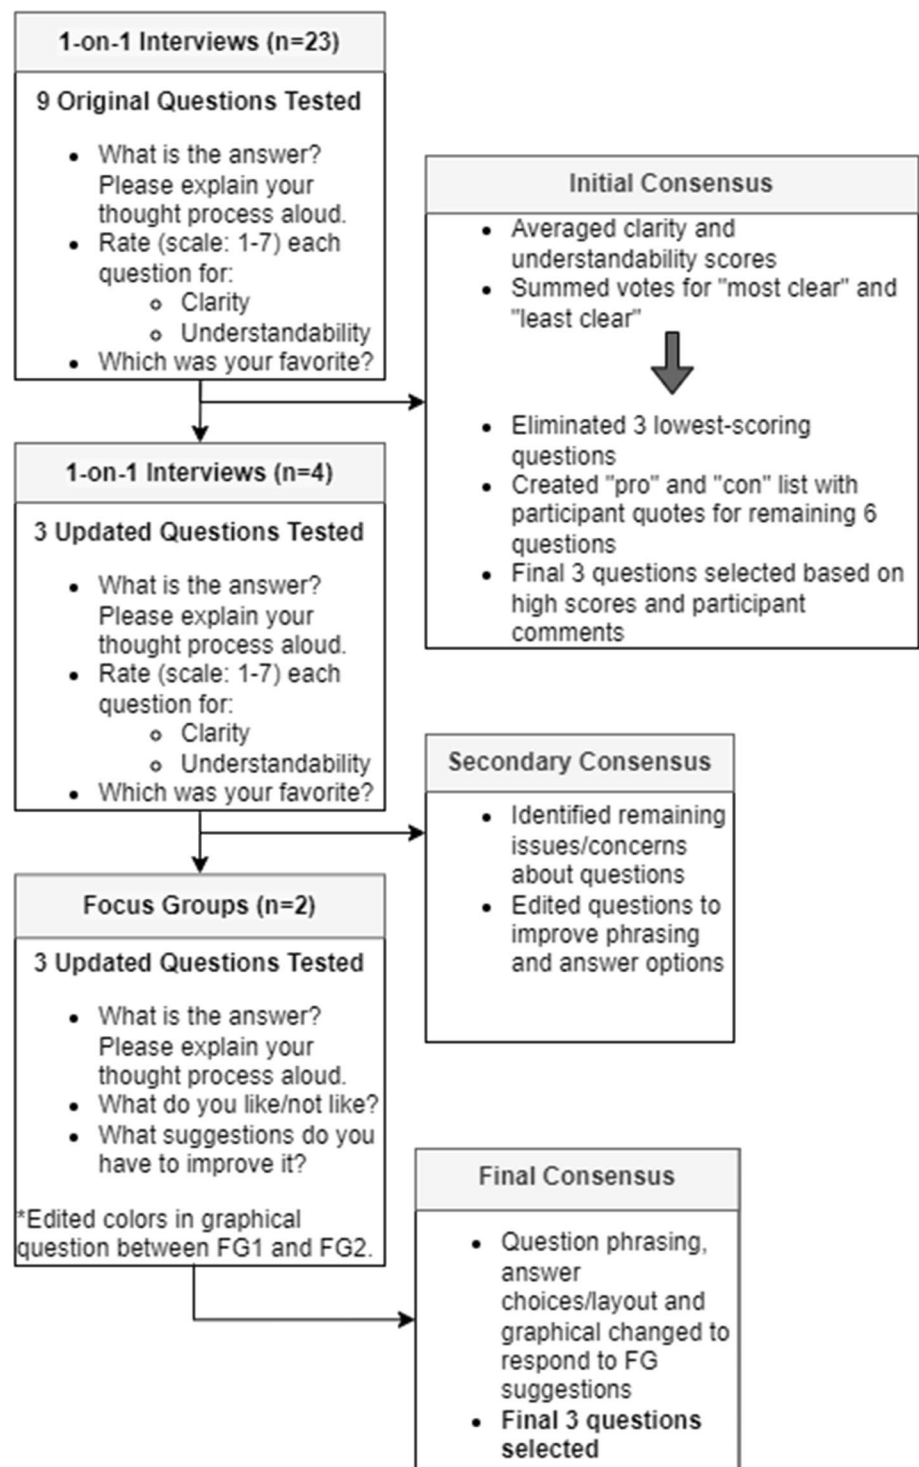 1-on-1 Interviews (n=23)
9 Original Questions Tested
• What is the answer?
Please explain your
thought process aloud.
• Rate (scale: 1-7) each
question for:
o Clarity
o Understandability
• Which was your favorite?
Initial Consensus
• Averaged clarity and
understandability scores
• Summed votes for "most clear" and
"least clear"
• Eliminated 3 lowest-scoring
questions
• Created "pro" and "con" list with
participant quotes for remaining 6
questions
• Final 3 questions selected based on
high scores and participant
comments
1-on-1 Interviews (n=4)
3 Updated Questions Tested
• What is the answer?
Please explain your
thought process aloud.
• Rate (scale: 1-7) each
question for:
o Clarity
o Understandability
• Which was your favorite?
Secondary Consensus
• Identified remaining
issues/concerns
about questions
• Edited questions to
improve phrasing
and answer options
Focus Groups (n=2)
3 Updated Questions Tested
• What is the answer?
Please explain your
thought process aloud.
• What do you like/not like?
• What suggestions do you
have to improve it?
*Edited colors in graphical
question between FG1 and FG2.
Final Consensus
• Question phrasing,
answer
choices/layout and
graphical changed to
respond to FG
suggestions
• Final 3 questions
selected